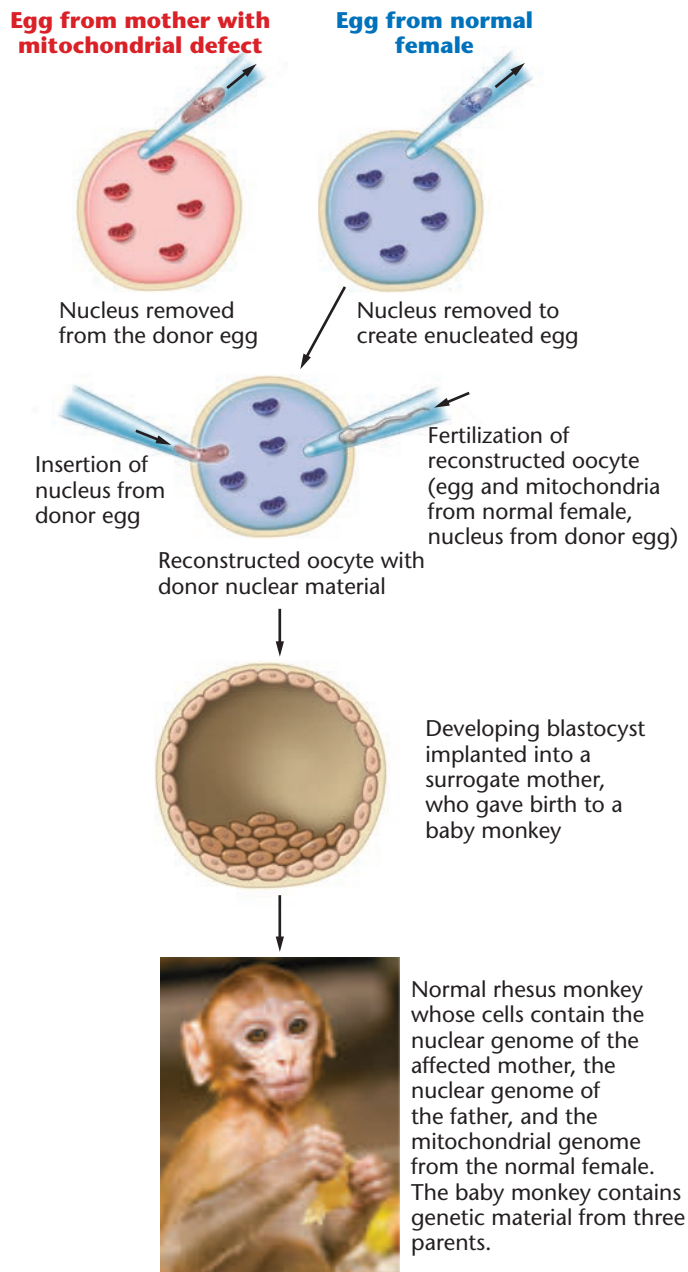 Egg from mother with
mitochondrial defect
Egg from normal
female
Nucleus removed
from the donor egg
Nucleus removed to
create enucleated egg
Insertion of
nucleus from
donor egg
Fertilization of
reconstructed oocyte
(egg and mitochondria
from normal female,
nucleus from donor egg)
Reconstructed oocyte with
donor nuclear material
Developing blastocyst
implanted into a
surrogate mother,
who gave birth to a
baby monkey
Normal rhesus monkey
whose cells contain the
nuclear genome of the
affected mother, the
nuclear genome of
the father, and the
mitochondrial genome
from the normal female.
The baby monkey contains
genetic material from three
parents.